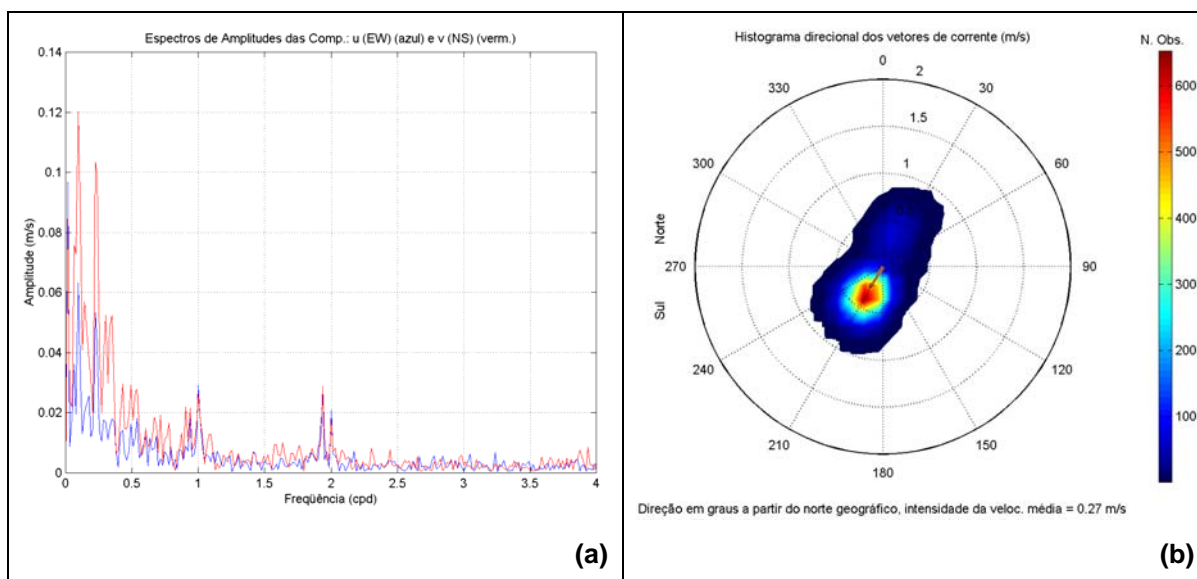 Espectros de Amplitudes das Comp.: u (EW) (azul) e v (NS) (verm.)
0.14
0.12
0.1
0.08
0.06
0.04
0.02
0
Amplitude (m/s)
0 0.5 1 1.5 2 2.5 3 3.5 4
Freqüência (cpd)
(a)
Histograma direcional dos vetores de corrente (m/s)
N. Obs.
0
30
60
90
120
150
180
210
240
270
300
330
2
1.5
1
Norte
Sul
600
500
400
300
200
100
Direção em graus a partir do norte geográfico, intensidade da veloc. média = 0.27 m/s
(b)